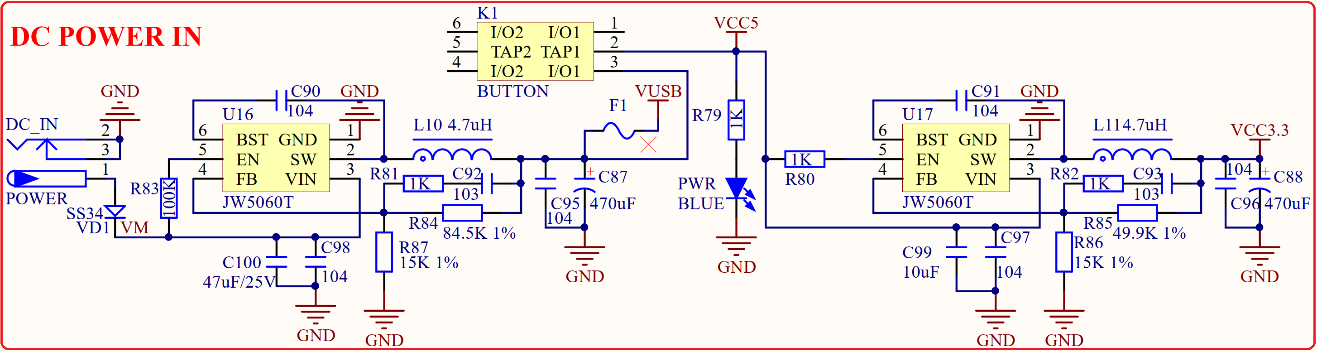 DC POWER IN
K1
6 I/O2 I/O1 1
5 TAP2 TAP1 2
4 I/O2 I/O1 3
BUTTON
VCC5
GND
DC_IN
2
3
1
POWER
SS34
VD1
VM
R83
100K
C90
104
U16
GND
6 BST GND 1
5 EN SW 2
4 FB VIN 3
JW5060T
L10 4.7uH
R81
1K
C92
103
R84
84.5K 1%
R87
15K 1%
GND
C100
47uF/25V
C98
104
GND
F1
VUSB
C95
104
C87
+
470uF
GND
R79
1K
PWR
BLUE
GND
1K
R80
C91
104
U17
GND
6 BST GND 1
5 EN SW 2
4 FB VIN 3
JW5060T
L114.7uH
R82
1K
C93
103
R85
49.9K 1%
R86
15K 1%
GND
C99
10uF
C97
104
GND
VCC3.3
104
C96
+
C88
470uF
GND